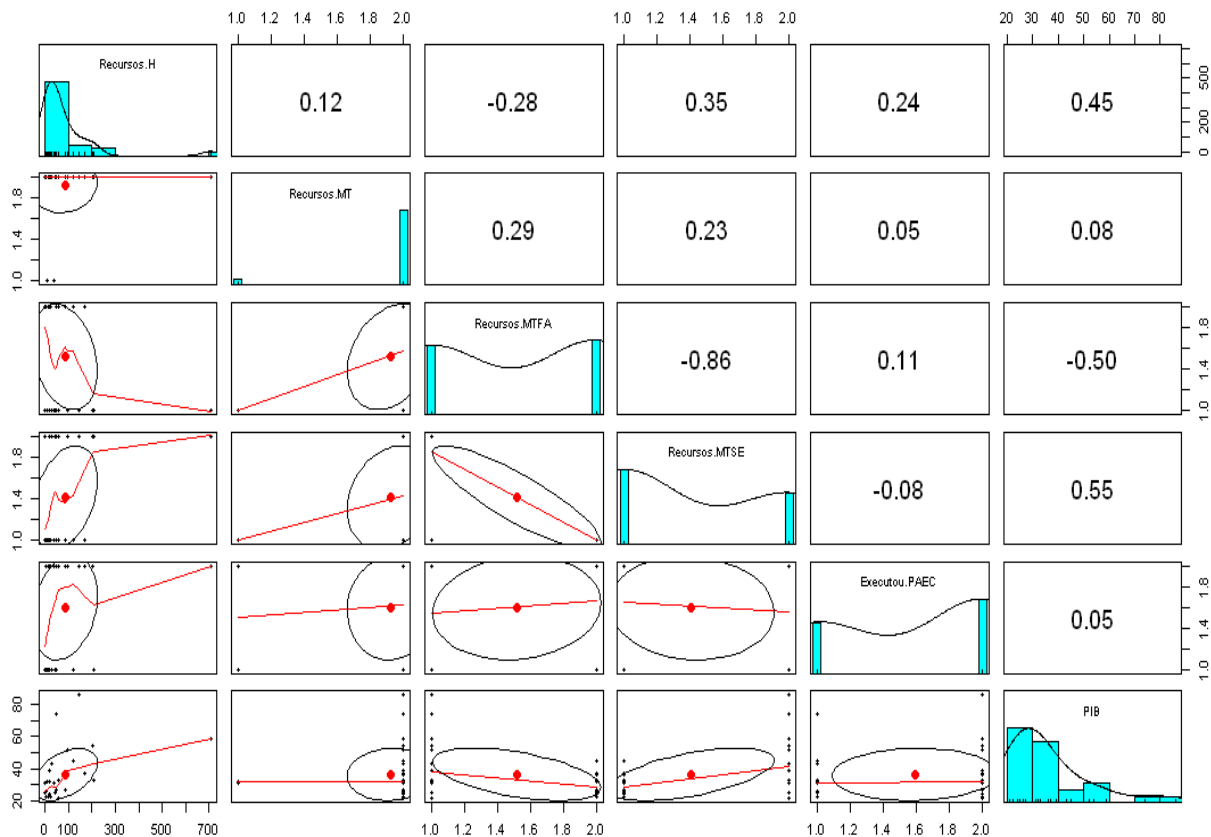 1.0 1.2 1.4 1.6 1.8 2.0 1.0 1.2 1.4 1.6 1.8 2.0 20 30 40 50 60 70 80
Recursos.H 0.12 -0.28 0.35 0.24 0.45 0 200 500
1.0 1.4 1.8 Recursos.MT 0.29 0.23 0.05 0.08
Recursos.MTFA -0.86 0.11 -0.50 1.0 1.4 1.8
1.0 1.4 1.8 Recursos.MTSE -0.08 0.55
Executou.PAEC 0.05 1.0 1.4 1.8
20 40 60 80 PIB
0 100 300 500 700 1.0 1.2 1.4 1.6 1.8 2.0 1.0 1.2 1.4 1.6 1.8 2.0